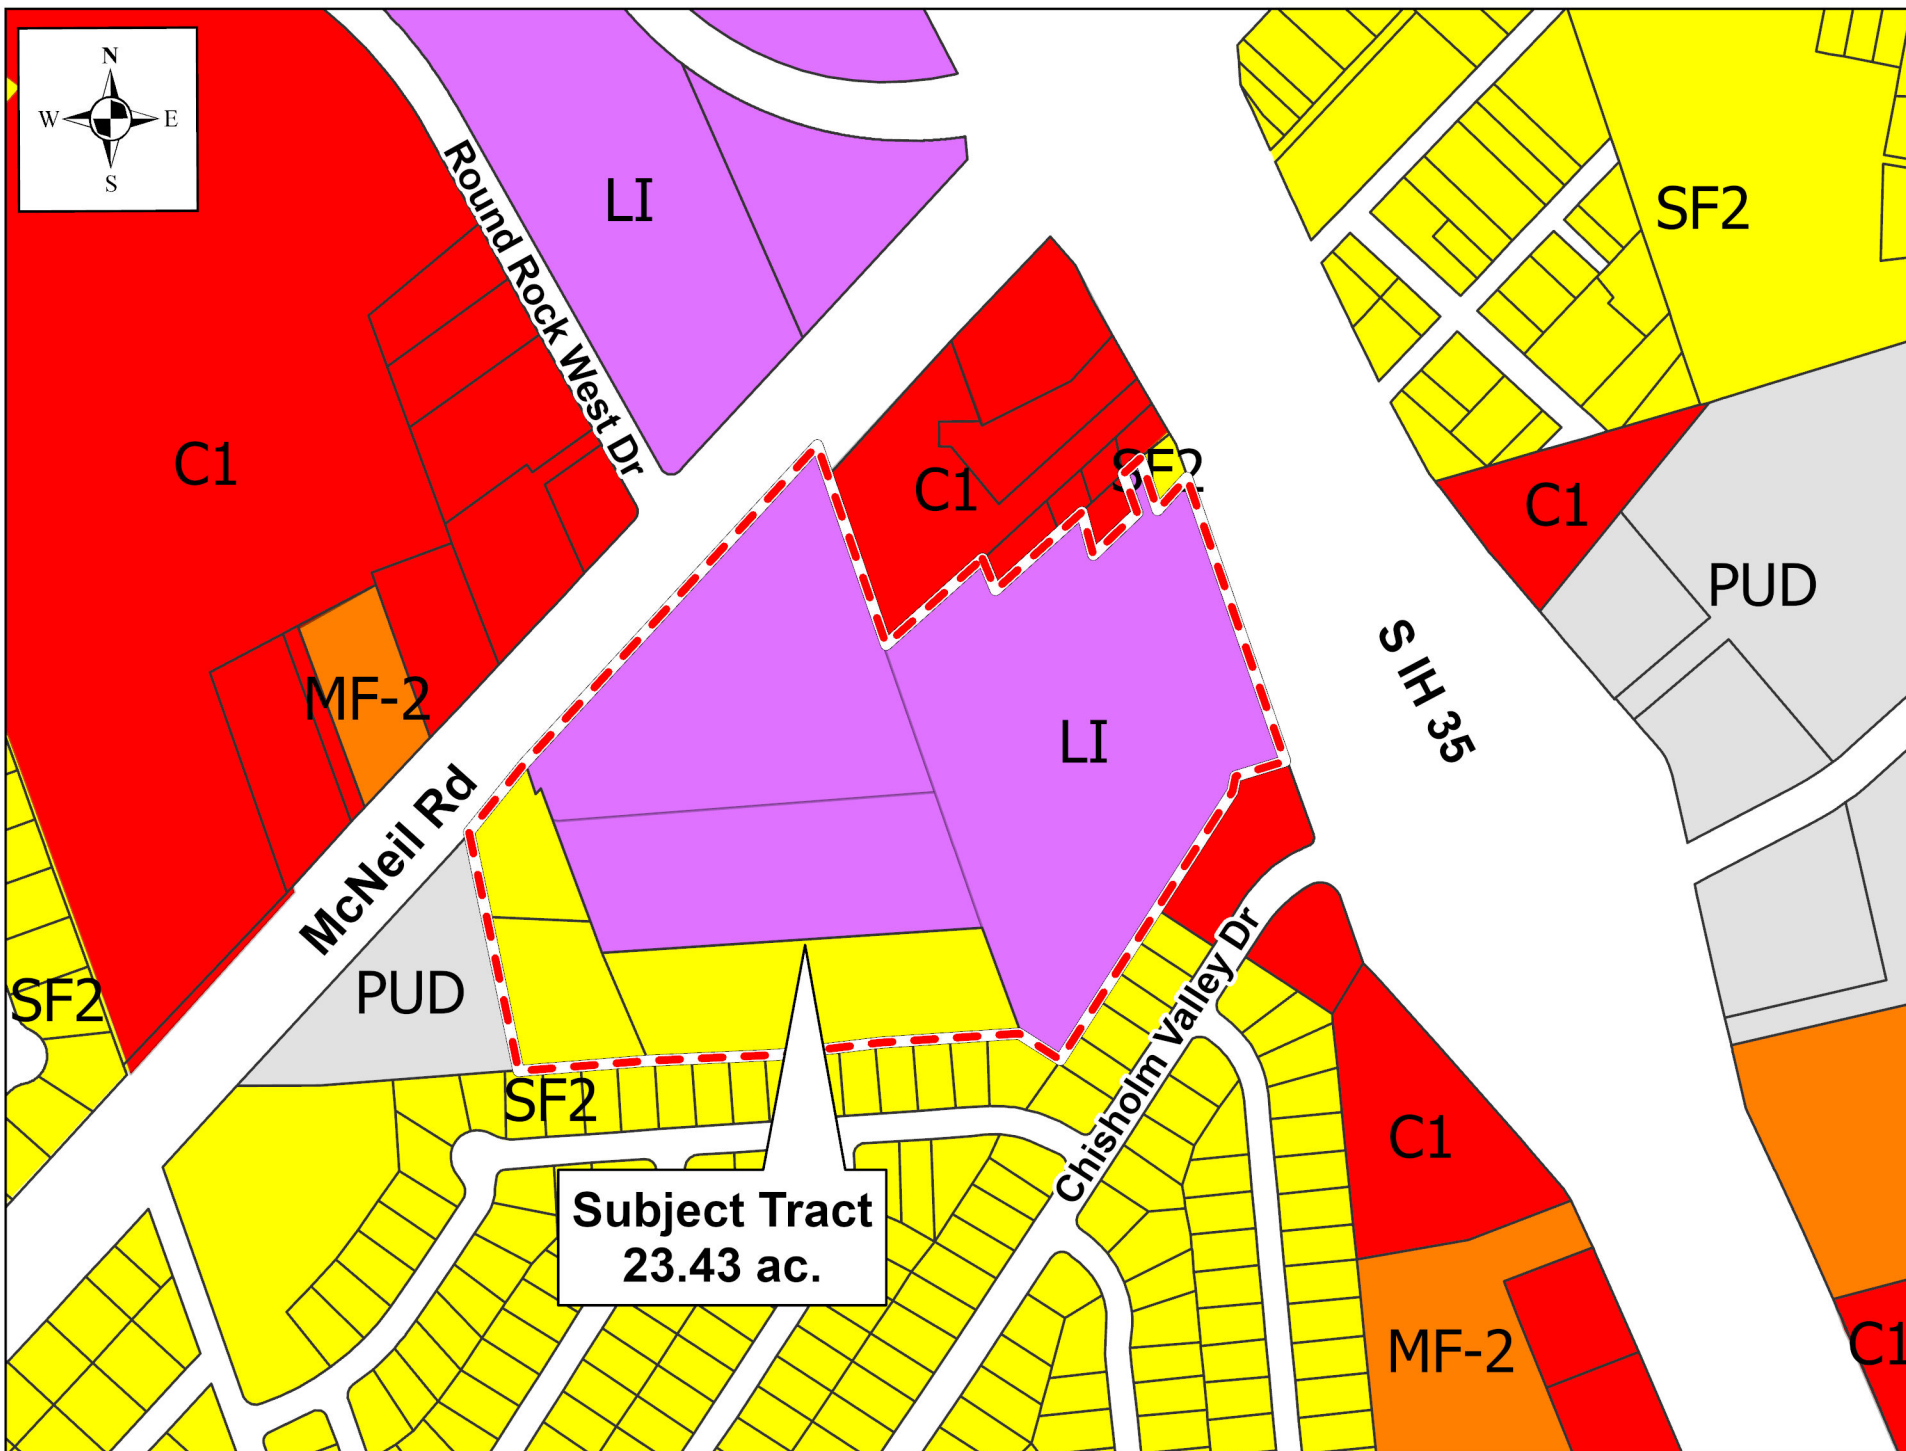 N
W E
S
Round Rock West Dr
LI
SF2
C1
C1
SF2
C1
PUD
MF-2
LI
S IH 35
McNeil Rd
PUD
SF2
SF2
Chisholm Valley Dr
C1
Subject Tract
23.43 ac.
MF-2
C1